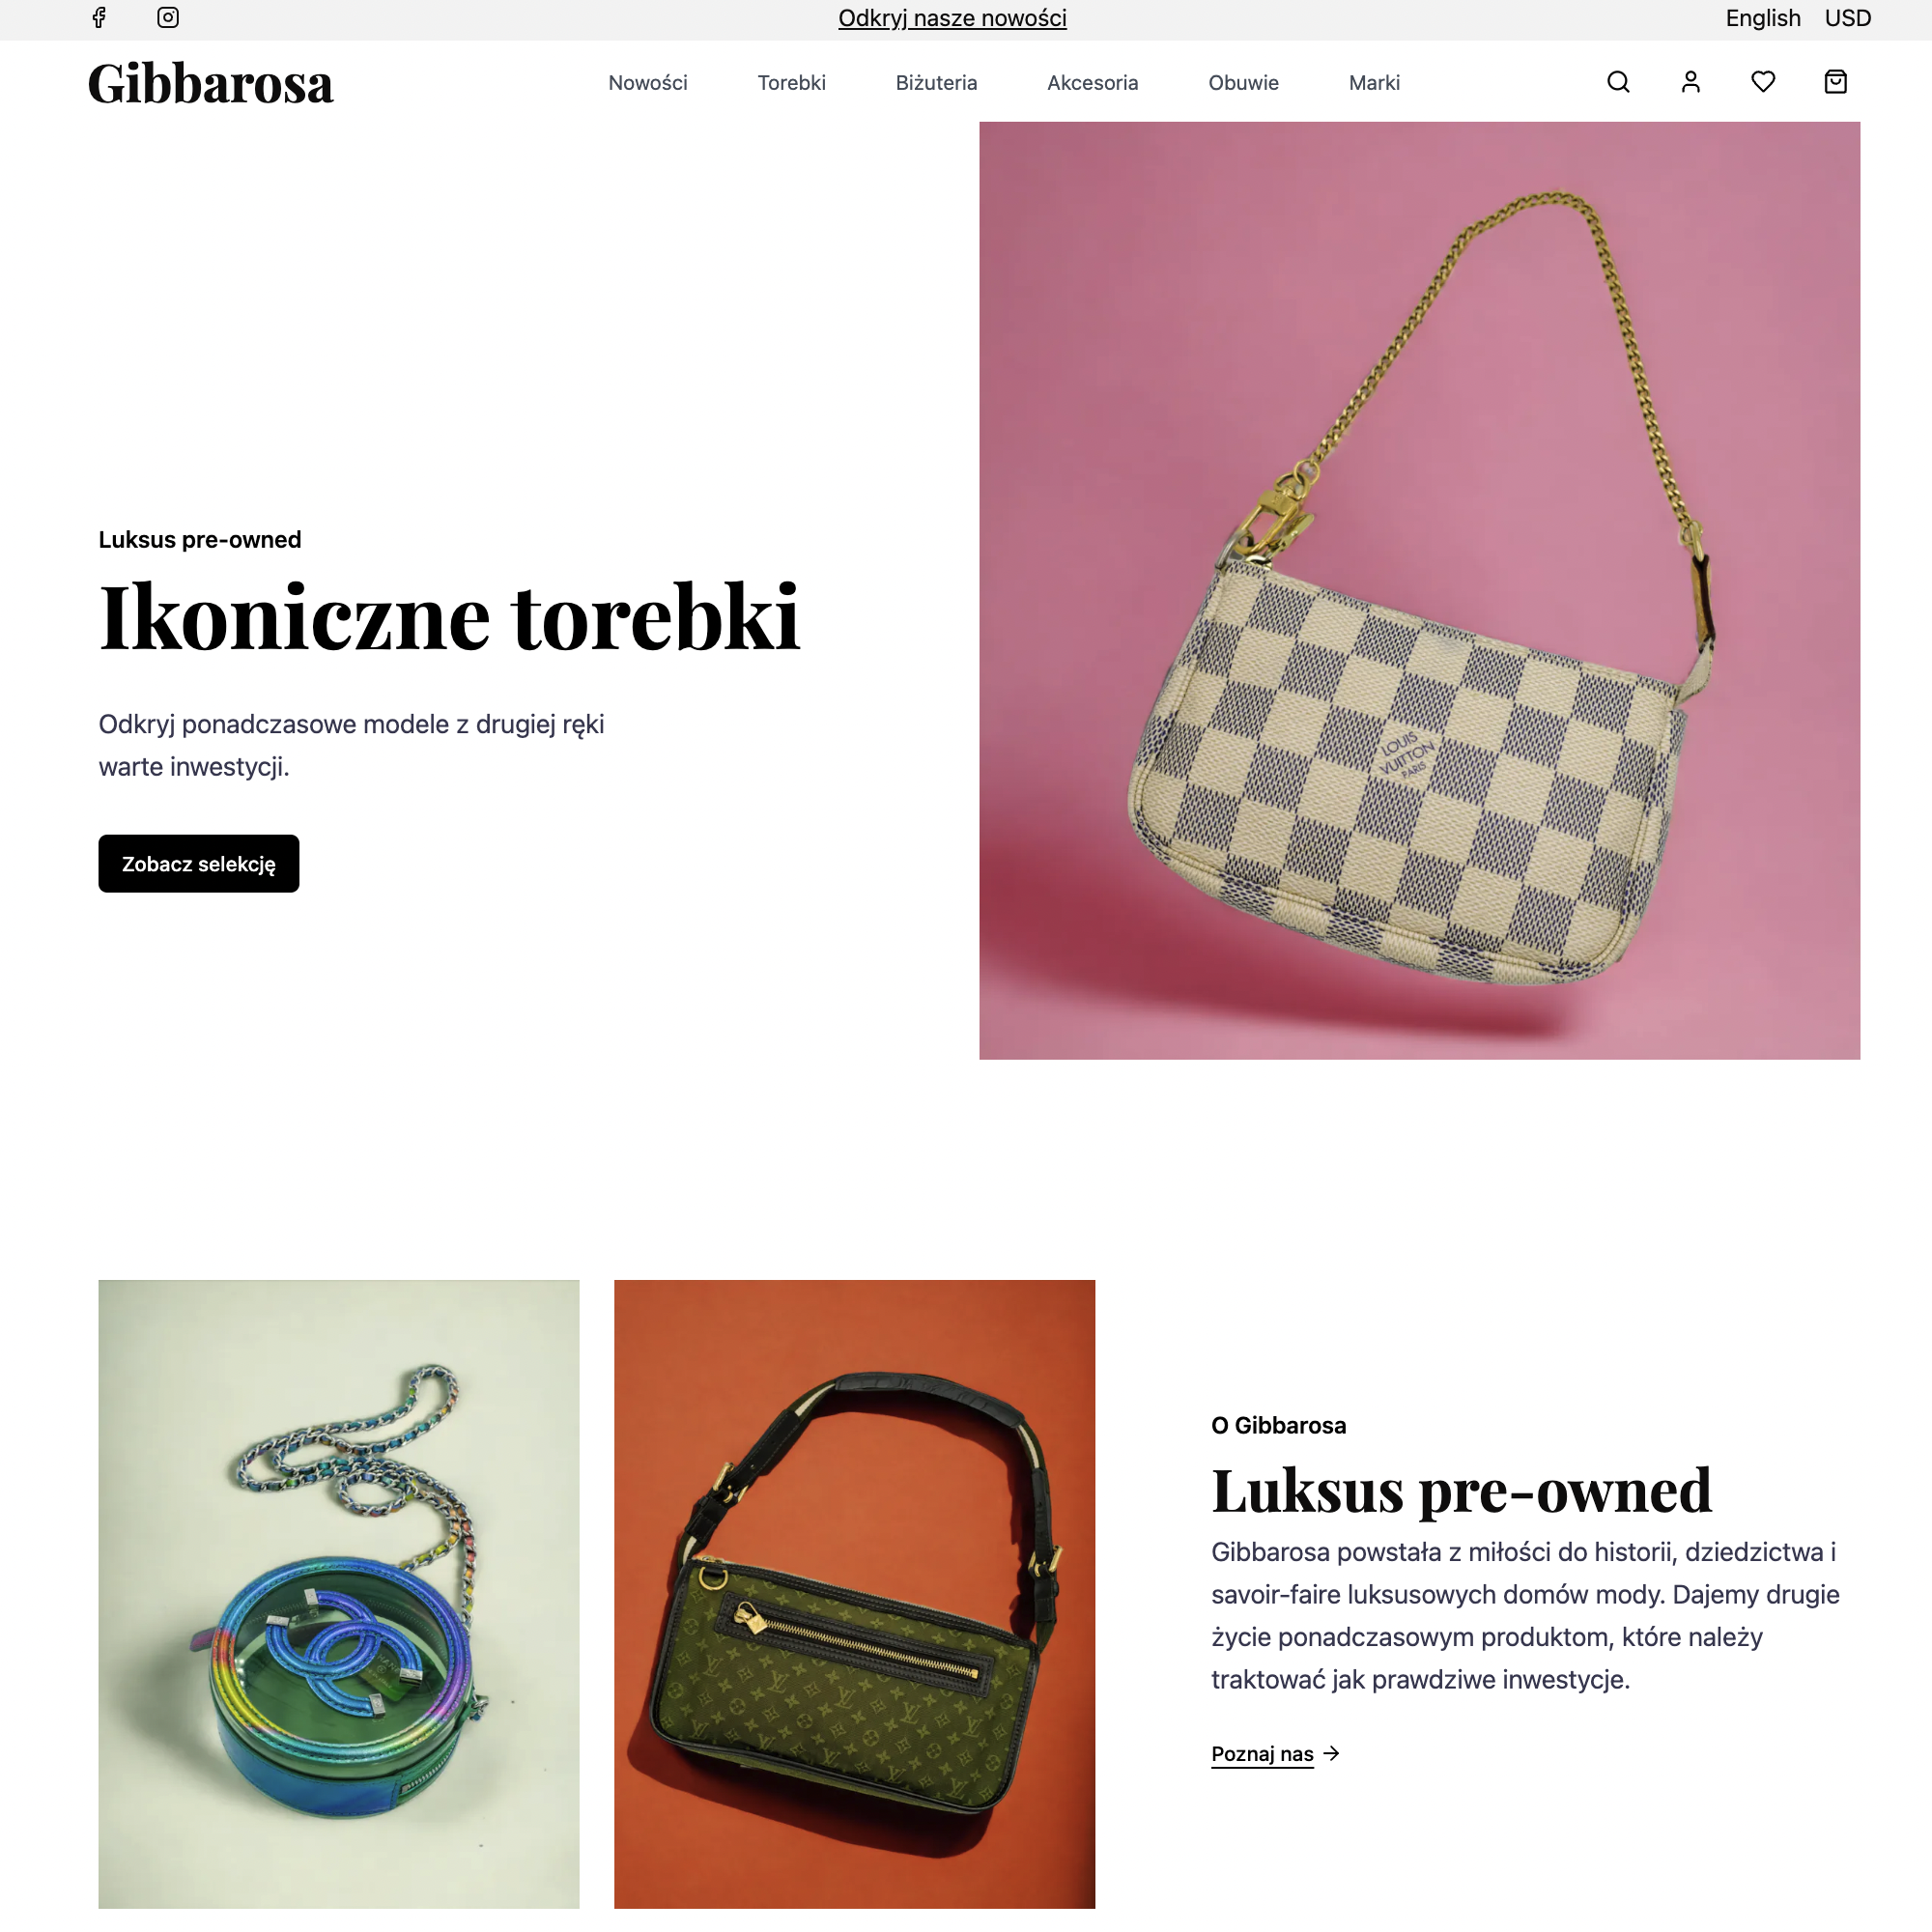 Odkryj nasze nowości
English USD
Gibbarosa
Nowości Torebki Biżuteria Akcesoria Obuwie Marki
Luksus pre-owned
Ikoniczne torebki
Odkryj ponadczasowe modele z drugiej ręki
warte inwestycji.
Zobacz selekcję
LOUIS
VUITTON
PARIS
O Gibbarosa
Luksus pre-owned
Gibbarosa powstała z miłości do historii, dziedzictwa i
savoir-faire luksusowych domów mody. Dajemy drugie
życie ponadczasowym produktom, które należy
traktować jak prawdziwe inwestycje.
Poznaj nas →